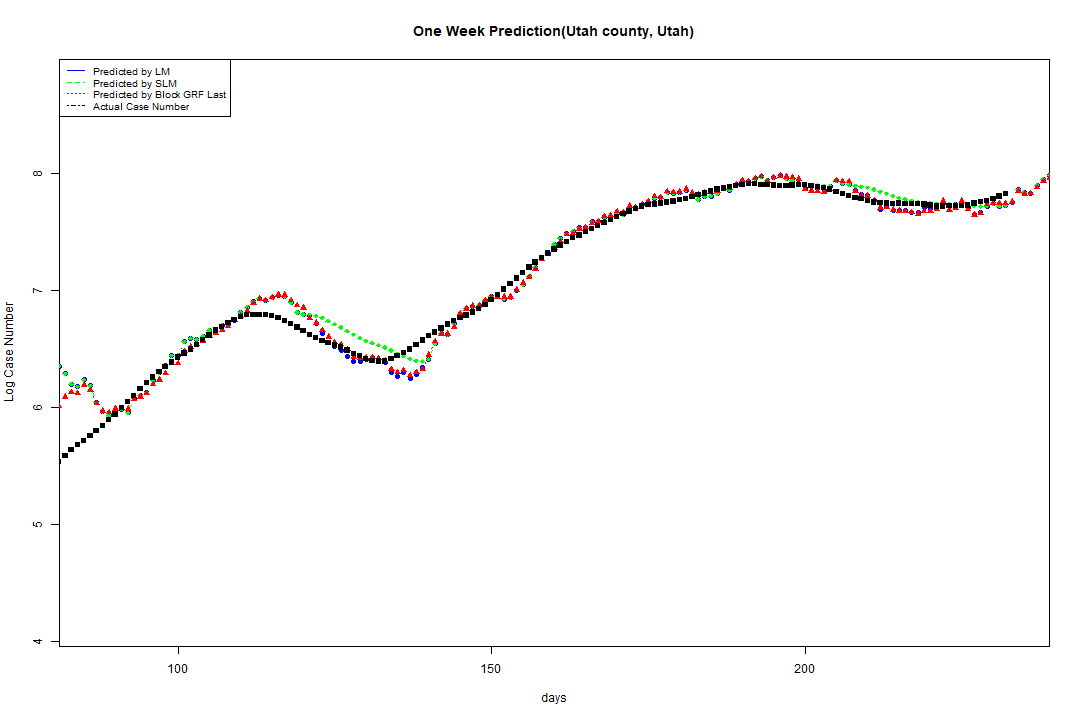 One Week Prediction(Utah county, Utah)
Predicted by LM
Predicted by SLM
Predicted by Block GRF Last
Actual Case Number
8
7
6
5
4
Log Case Number
100 150 200
days